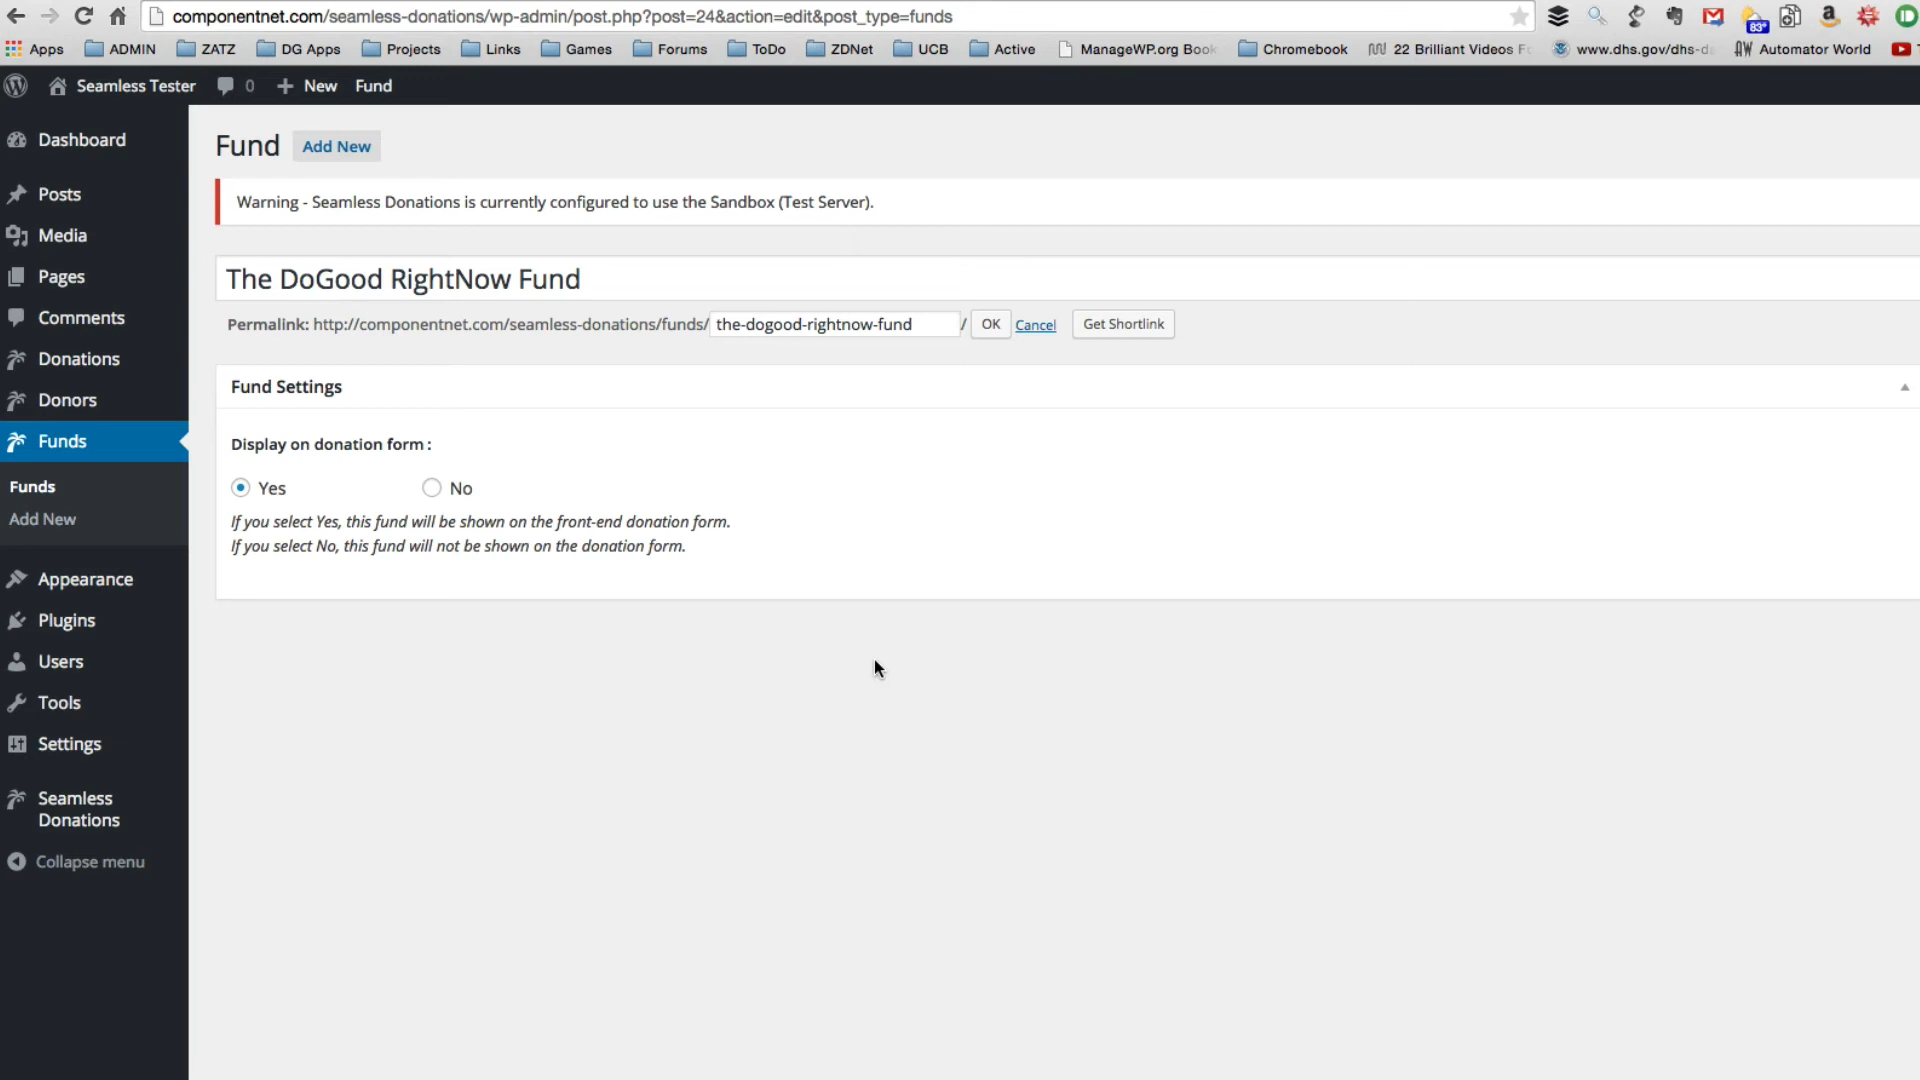 componentnet.com/seamless-donations/wp-admin/post.php?post=24&action=edit&post_type=funds
83°
Apps ADMIN ZATZ DG Apps Projects Links Games Forums ToDo ZDNet UCB Active ManageWP.org Book Chromebook 22 Brilliant Videos F www.dhs.gov/dhs-d Automator World
Seamless Tester 0 New Fund
Dashboard
Posts
Media
Pages
Comments
Donations
Donors
Funds
Funds
Add New
Appearance
Plugins
Users
Tools
Settings
Seamless
Donations
Collapse menu
Fund Add New
Warning - Seamless Donations is currently configured to use the Sandbox (Test Server).
The DoGood RightNow Fund
Permalink: http://componentnet.com/seamless-donations/funds/ the-dogood-rightnow-fund / OK Cancel Get Shortlink
Fund Settings
Display on donation form :
Yes No
If you select Yes, this fund will be shown on the front-end donation form.
If you select No, this fund will not be shown on the donation form.